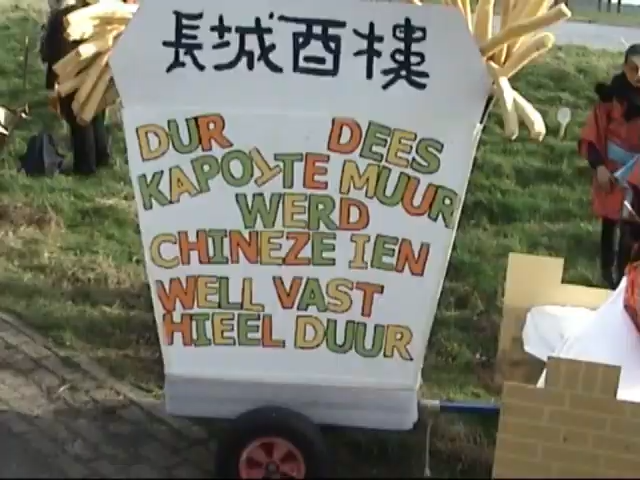 長城酉樓
DUR DEES
KAPOTTE MUUR
WERD
CHINEZE IEN
WELL VAST
HIEEL DUUR